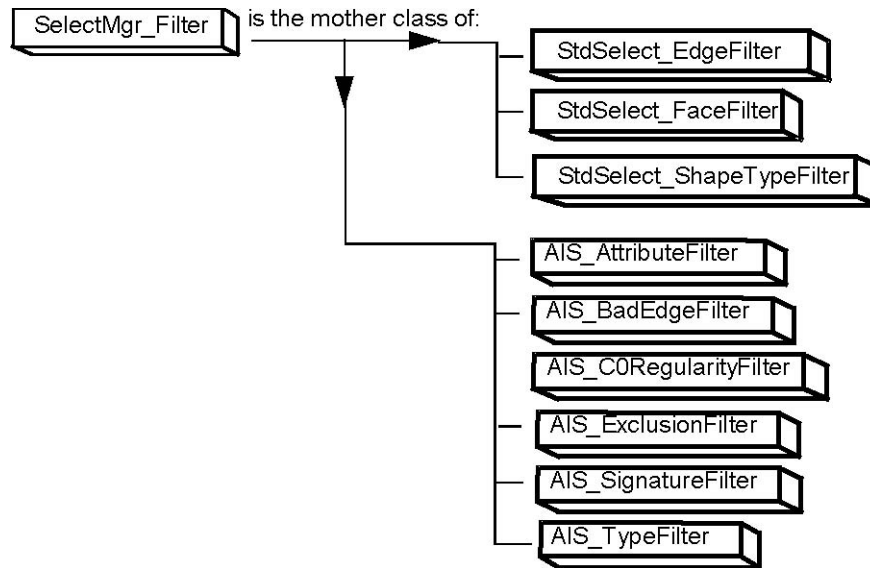 SelectMgr_Filter
is the mother class of:
StdSelect_EdgeFilter
StdSelect_FaceFilter
StdSelect_ShapeTypeFilter
AIS_AttributeFilter
AIS_BadEdgeFilter
AIS_C0RegularityFilter
AIS_ExclusionFilter
AIS_SignatureFilter
AIS_TypeFilter